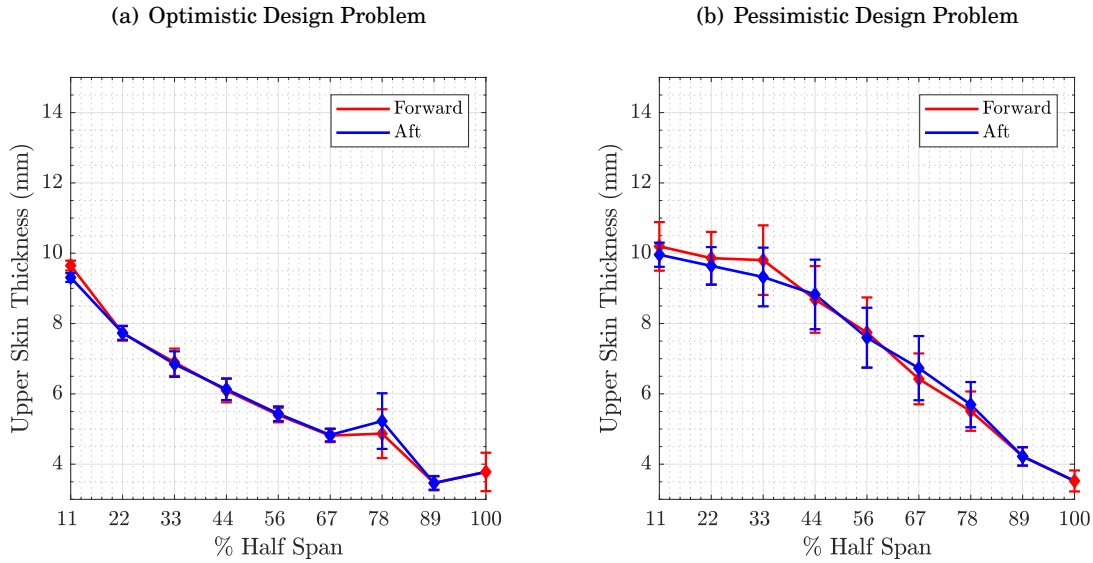 (a) Optimistic Design Problem
(b) Pessimistic Design Problem
Upper Skin Thickness (mm)
14
12
10
8
6
4
Forward
Aft
11 22 33 44 56 67 78 89 100
% Half Span
Upper Skin Thickness (mm)
14
12
10
8
6
4
Forward
Aft
11 22 33 44 56 67 78 89 100
% Half Span